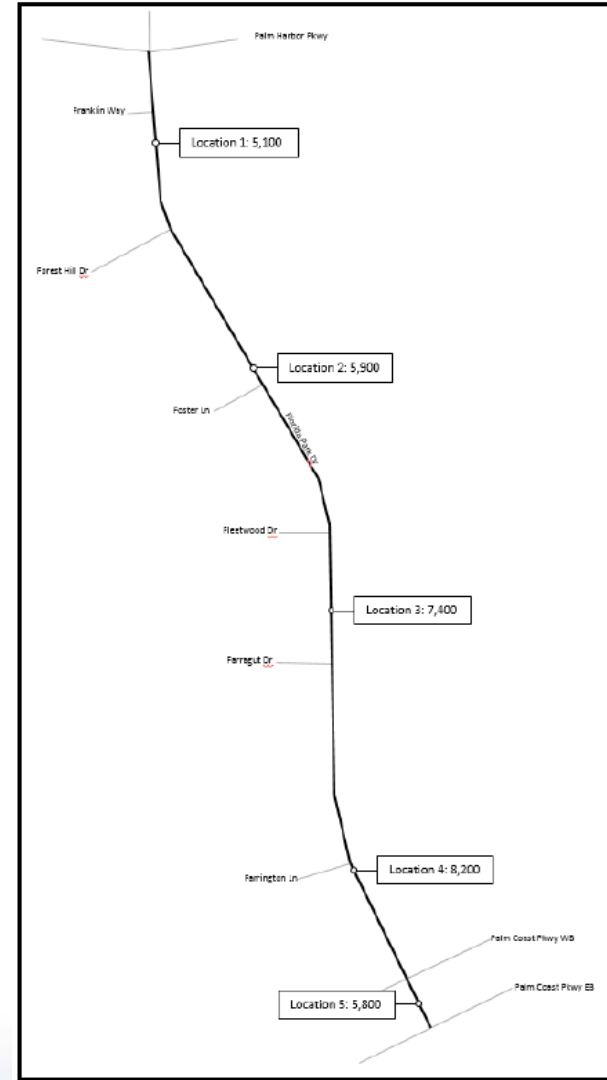 Palm Harbor Pkwy
Franklin Way
Location 1: 5,100
Forest Hill Dr
Location 2: 5,900
Foster Ln
Florida Park Dr
Fleetwood Dr
Location 3: 7,400
Farragut Dr
Location 4: 8,200
Farrington Ln
Palm Coast Pkwy WB
Palm Coast Pkwy EB
Location 5: 5,800